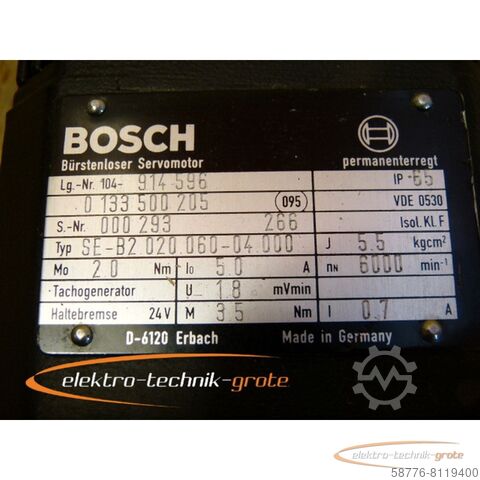 BOSCH
Bürstenloser Servomotor permanenterregt
Lg.-Nr. 104- 914 596 IP 65
0 133 500 205 095 VDE 0530
S.-Nr. 000 293 266 Isol. Kl. F
Typ SE-B2.020.060-04.000 J 5.5 kgcm²
Mo 2.0 Nm Io 5.0 A nN 6000 min⁻¹
Tachogenerator U 1.8 mVmin
Haltebremse 24V M 3.5 Nm I 0.7 A
D-6120 Erbach Made in Germany
elektro-technik-grote
elektro-technik-grote
58776-8119400